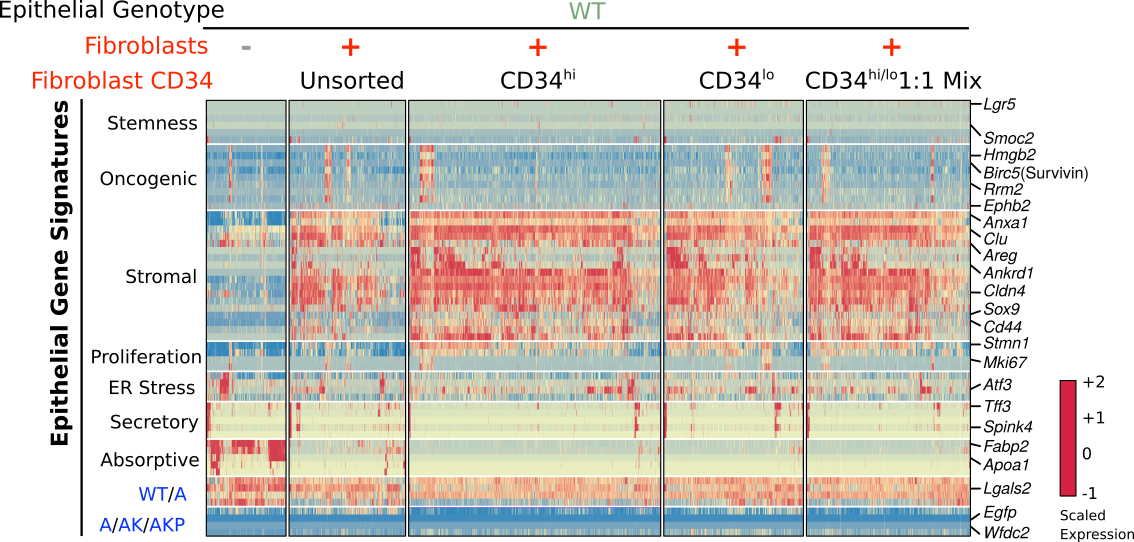 Epithelial Genotype
WT
Fibroblasts - + + + +
Fibroblast CD34 Unsorted CD34hi CD34lo CD34hi/lo1:1 Mix
Epithelial Gene Signatures
Stemness
Oncogenic
Stromal
Proliferation
ER Stress
Secretory
Absorptive
WT/A
A/AK/AKP
Lgr5
Smoc2
Hmgb2
Birc5(Survivin)
Rrm2
Ephb2
Anxa1
Clu
Areg
Ankrd1
Cldn4
Sox9
Cd44
Stmn1
Mki67
Atf3
Tff3
Spink4
Fabp2
Apoa1
Lgals2
Egfp
Wfdc2
+2
+1
0
-1
Scaled
Expression